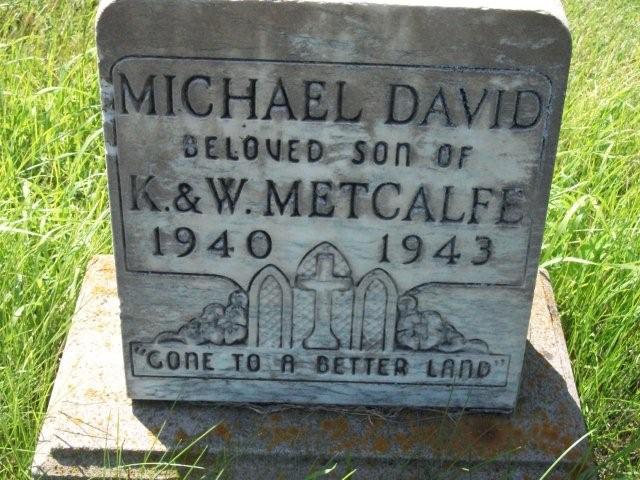 MICHAEL DAVID
BELOVED SON OF
K. & W. METCALFE
1940 1943
"GONE TO A BETTER LAND"